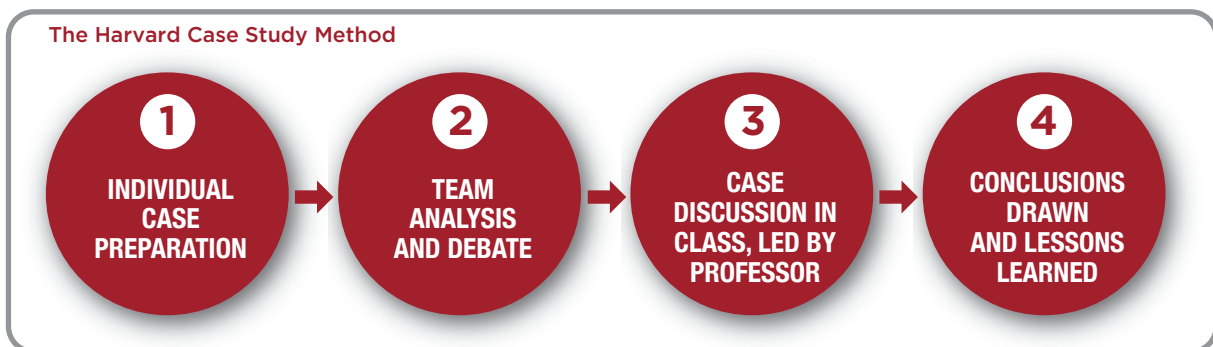 The Harvard Case Study Method
1
INDIVIDUAL
CASE
PREPARATION
2
TEAM
ANALYSIS
AND DEBATE
3
CASE
DISCUSSION IN
CLASS, LED BY
PROFESSOR
4
CONCLUSIONS
DRAWN
AND LESSONS
LEARNED